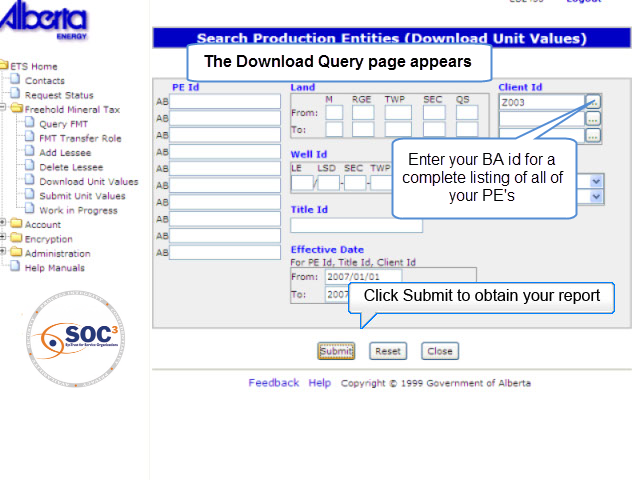 Alberta
ENERGY
Logout
Search Production Entities (Download Unit Values)
The Download Query page appears
ETS Home
Contacts
Request Status
Freehold Mineral Tax
Query FMT
FMT Transfer Role
Add Lessee
Delete Lessee
Download Unit Values
Submit Unit Values
Work in Progress
Account
Encryption
Administration
Help Manuals
SOC3
PE Id
AB
AB
AB
AB
AB
AB
AB
AB
AB
AB
Land
M RGE TWP SEC QS
From:
To:
Well Id
LE LSD SEC TWP
/ - -
Title Id
Effective Date
For PE Id, Title Id, Client Id
From: 2007/01/01
To: 2007
Client Id
Z003 ...
...
...
Enter your BA id for a
complete listing of all of
your PE's
Click Submit to obtain your report
Submit Reset Close
Feedback Help Copyright © 1999 Government of Alberta